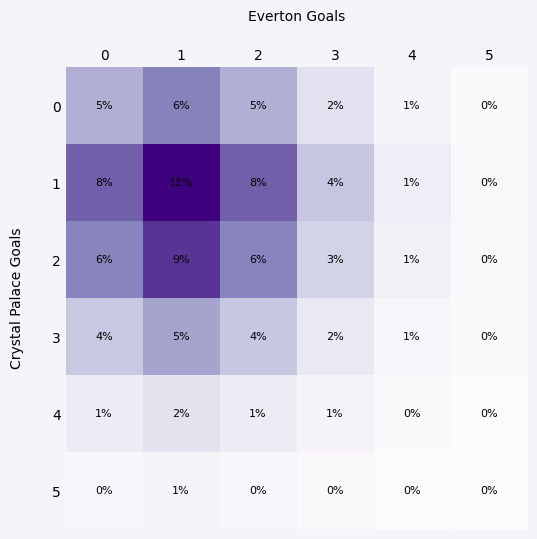 Everton Goals
0 1 2 3 4 5
0 5% 6% 5% 2% 1% 0%
1 8% 11% 8% 4% 1% 0%
2 6% 9% 6% 3% 1% 0%
3 4% 5% 4% 2% 1% 0%
4 1% 2% 1% 1% 0% 0%
5 0% 1% 0% 0% 0% 0%
Crystal Palace Goals